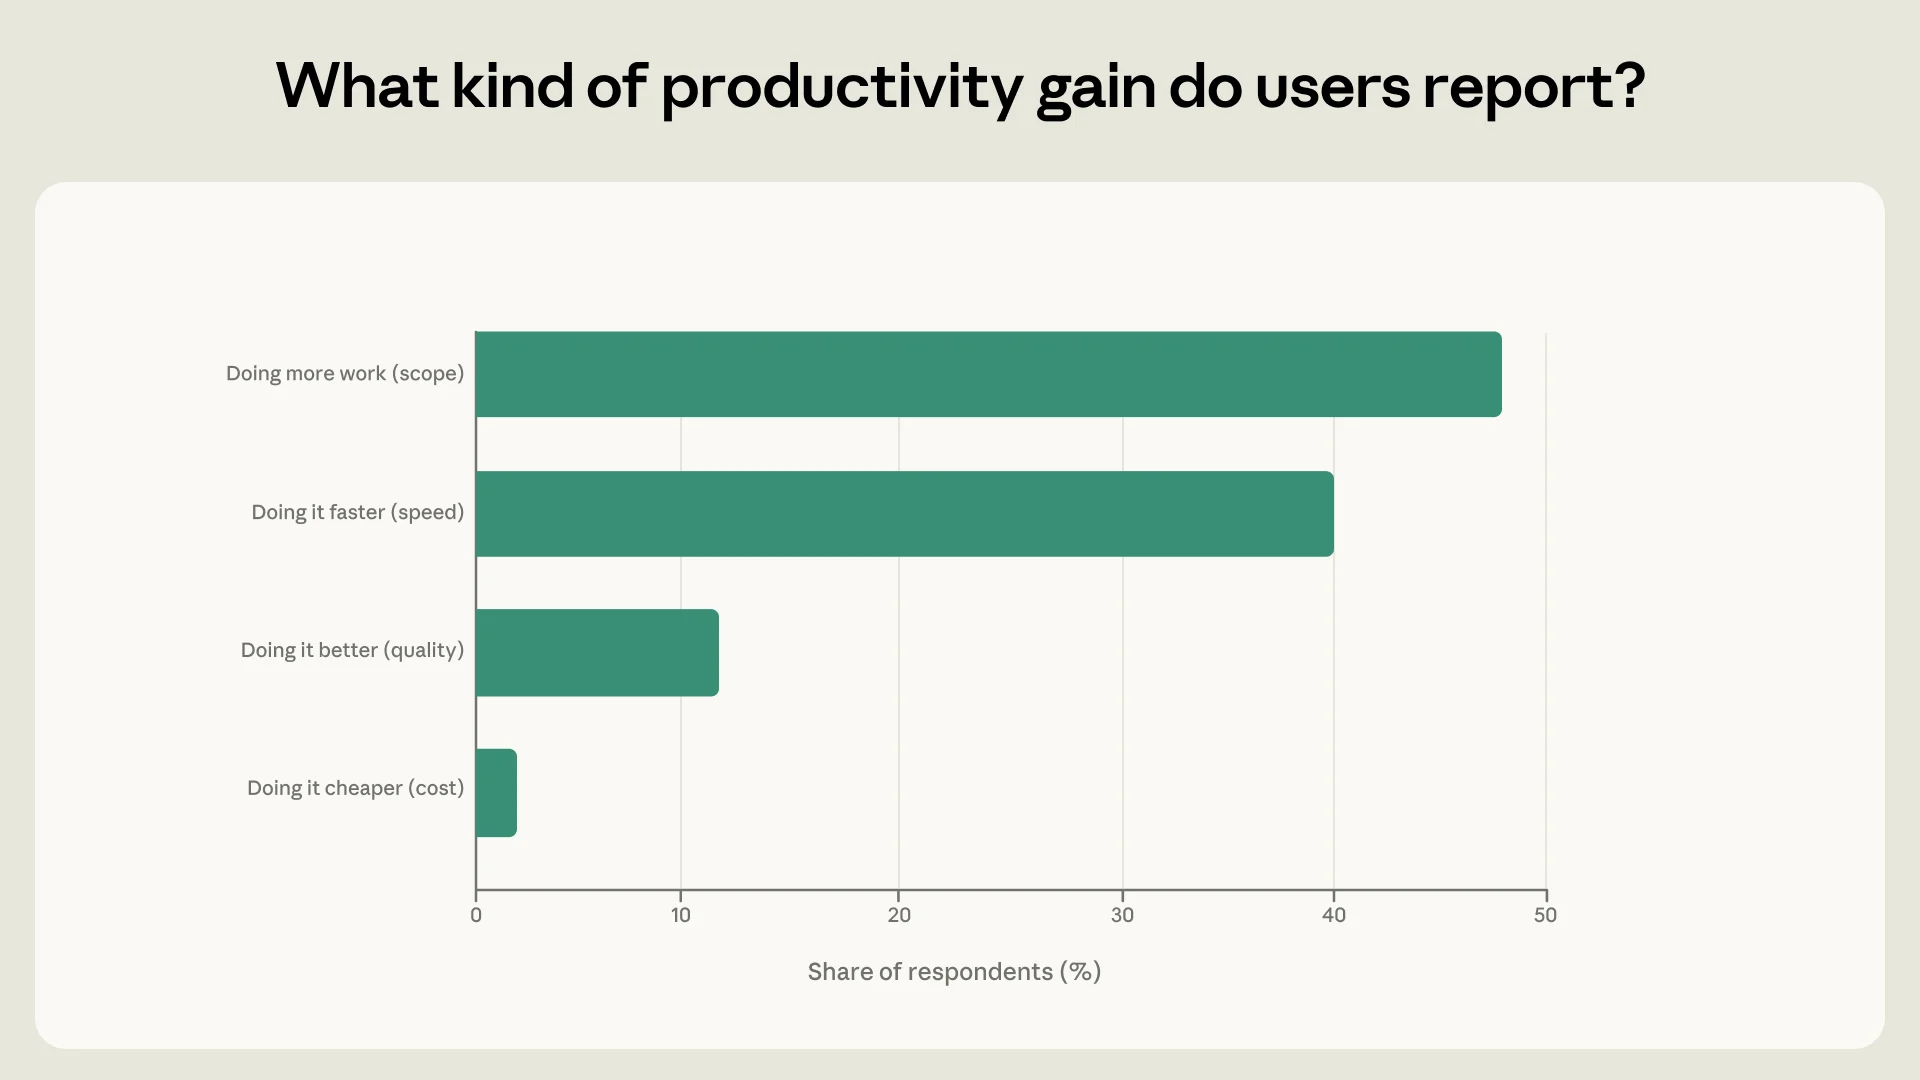 What kind of productivity gain do users report?
Doing more work (scope)
Doing it faster (speed)
Doing it better (quality)
Doing it cheaper (cost)
0 10 20 30 40 50
Share of respondents (%)